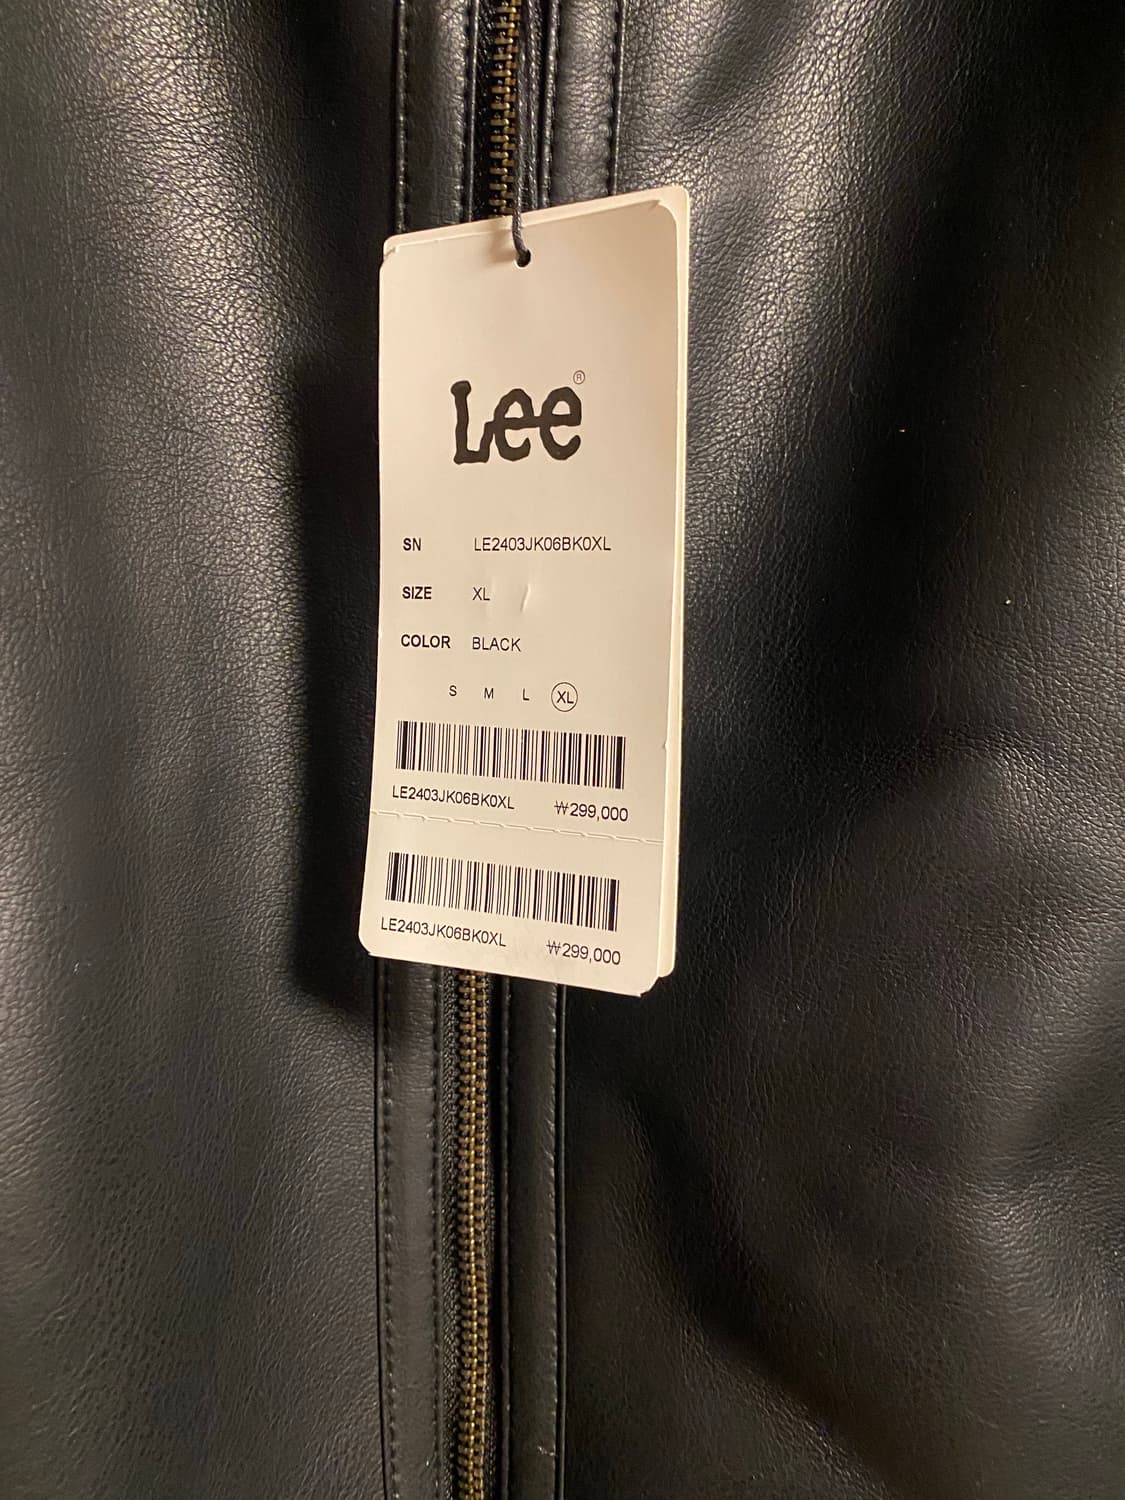 Lee®
SN LE2403JK06BK0XL
SIZE XL
COLOR BLACK
S M L XL
LE2403JK06BK0XL ₩299,000
LE2403JK06BK0XL ₩299,000